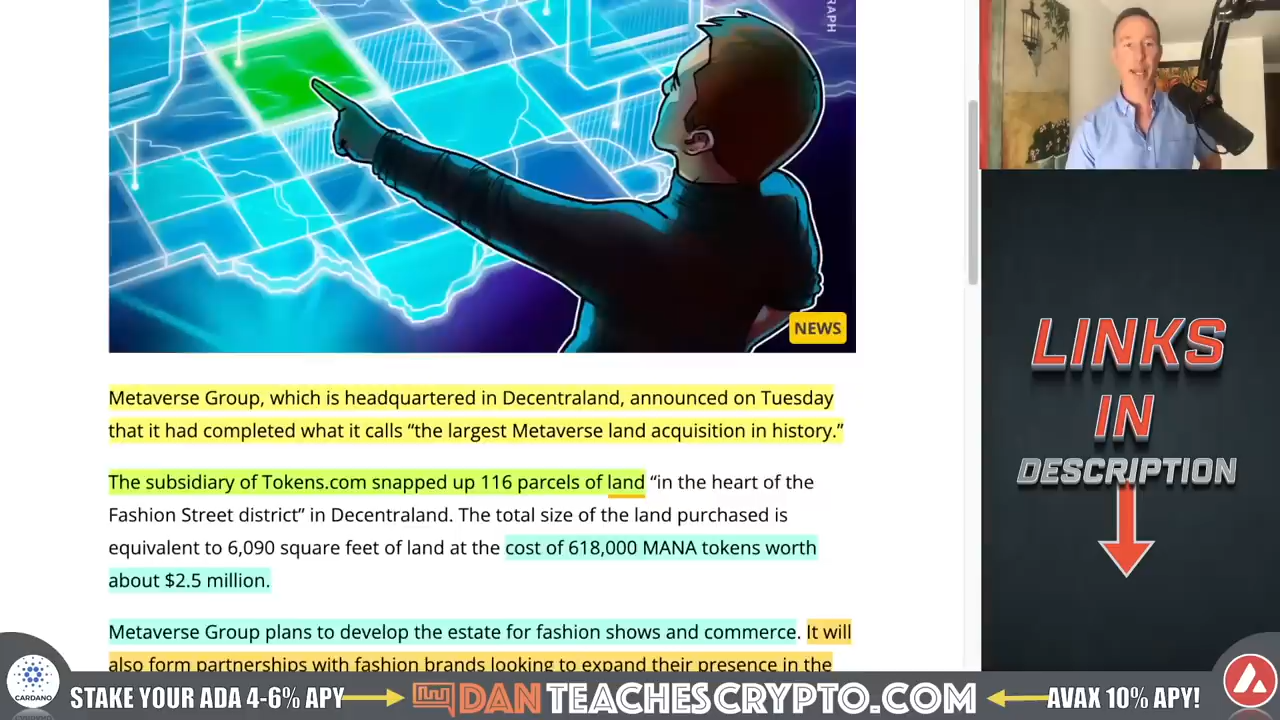 RAPH
NEWS
Metaverse Group, which is headquartered in Decentraland, announced on Tuesday
that it had completed what it calls “the largest Metaverse land acquisition in history.”
The subsidiary of Tokens.com snapped up 116 parcels of land “in the heart of the
Fashion Street district” in Decentraland. The total size of the land purchased is
equivalent to 6,090 square feet of land at the cost of 618,000 MANA tokens worth
about $2.5 million.
Metaverse Group plans to develop the estate for fashion shows and commerce. It will
also form partnerships with fashion brands looking to expand their presence in the
LINKS
IN
DESCRIPTION
CARDANO
STAKE YOUR ADA 4-6% APY
DANTEACHESCRYPTO.COM
AVAX 10% APY!